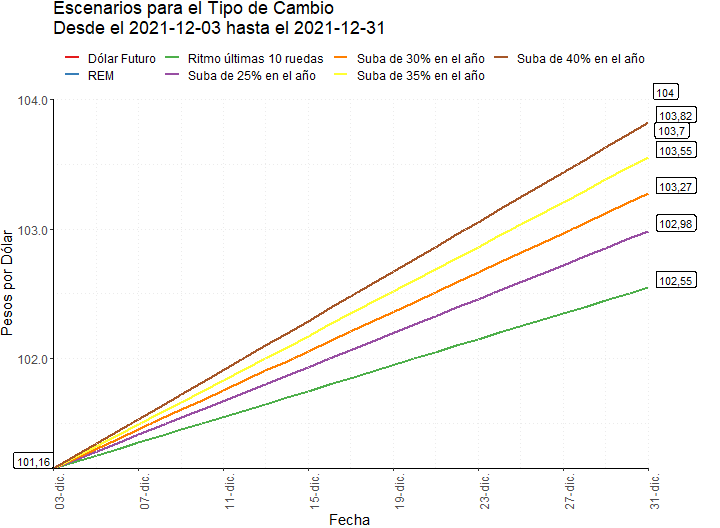 Escenarios para el Tipo de Cambio
Desde el 2021-12-03 hasta el 2021-12-31
Dólar Futuro
Ritmo últimas 10 ruedas
Suba de 30% en el año
Suba de 40% en el año
REM
Suba de 25% en el año
Suba de 35% en el año
104
104.0
103,82
103,7
103,55
103,27
103.0
102,98
102,55
102.0
101,16
Pesos por Dólar
03-dic.
07-dic.
11-dic.
15-dic.
19-dic.
23-dic.
27-dic.
31-dic.
Fecha